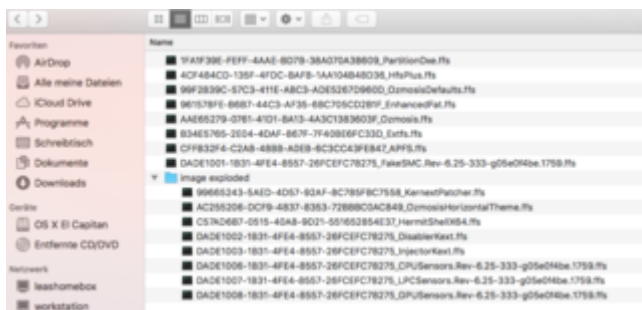 Favoriten
AirDrop
Alle meine Dateien
iCloud Drive
Programme
Schreibtisch
Dokumente
Downloads
Geräte
OS X El Capitan
Entfernte CD/DVD
Netzwerk
leashomebox
workstation
Name
1FA1F39E-FEFF-4AAE-BD7B-38A070A3B609_PartitionDxe.ffs
4CF484CD-135F-4FDC-BAFB-1AA104B48D36_HfsPlus.ffs
99F2839C-57C3-411E-ABC3-ADE5267D960D_OzmosisDefaults.ffs
961578FE-B6B7-44C3-AF35-6BC705CD2B1F_EnhancedFat.ffs
AAE65279-0761-41D1-BA13-4A3C1383603F_Ozmosis.ffs
B34E5765-2E04-4DAF-867F-7F40BE6FC33D_Extfs.ffs
CFFB32F4-C2A8-48BB-A0EB-6C3CC43FE847_APFS.ffs
DADE1001-1B31-4FE4-8557-26FCEFC78275_FakeSMC.Rev-6.25-333-g05e0f4be.1759.ffs
image exploded
99665243-5AED-4D57-92AF-8C785FBC7558_KernextPatcher.ffs
AC255208-DCF9-4837-8353-72BBBC0AC849_OzmosisHorizontalTheme.ffs
C57AD6B7-0515-40A8-9D21-551652854E37_HermitShellX64.ffs
DADE1002-1B31-4FE4-8557-26FCEFC78275_DisablerKext.ffs
DADE1003-1B31-4FE4-8557-26FCEFC78275_InjectorKext.ffs
DADE1006-1B31-4FE4-8557-26FCEFC78275_CPUSensors.Rev-6.25-333-g05e0f4be.1759.ffs
DADE1007-1B31-4FE4-8557-26FCEFC78275_LPCSensors.Rev-6.25-333-g05e0f4be.1759.ffs
DADE1008-1B31-4FE4-8557-26FCEFC78275_GPUSensors.Rev-6.25-333-g05e0f4be.1759.ffs